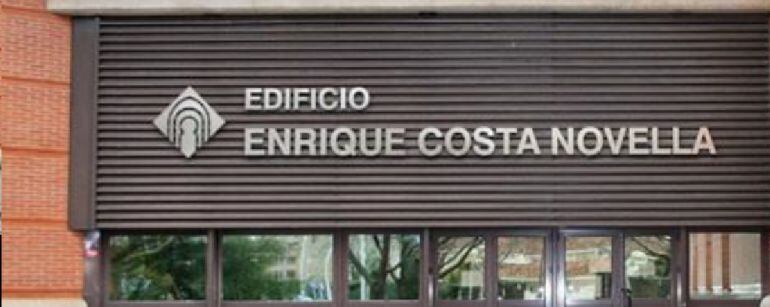 EDIFICIO
ENRIQUE COSTA NOVELLA